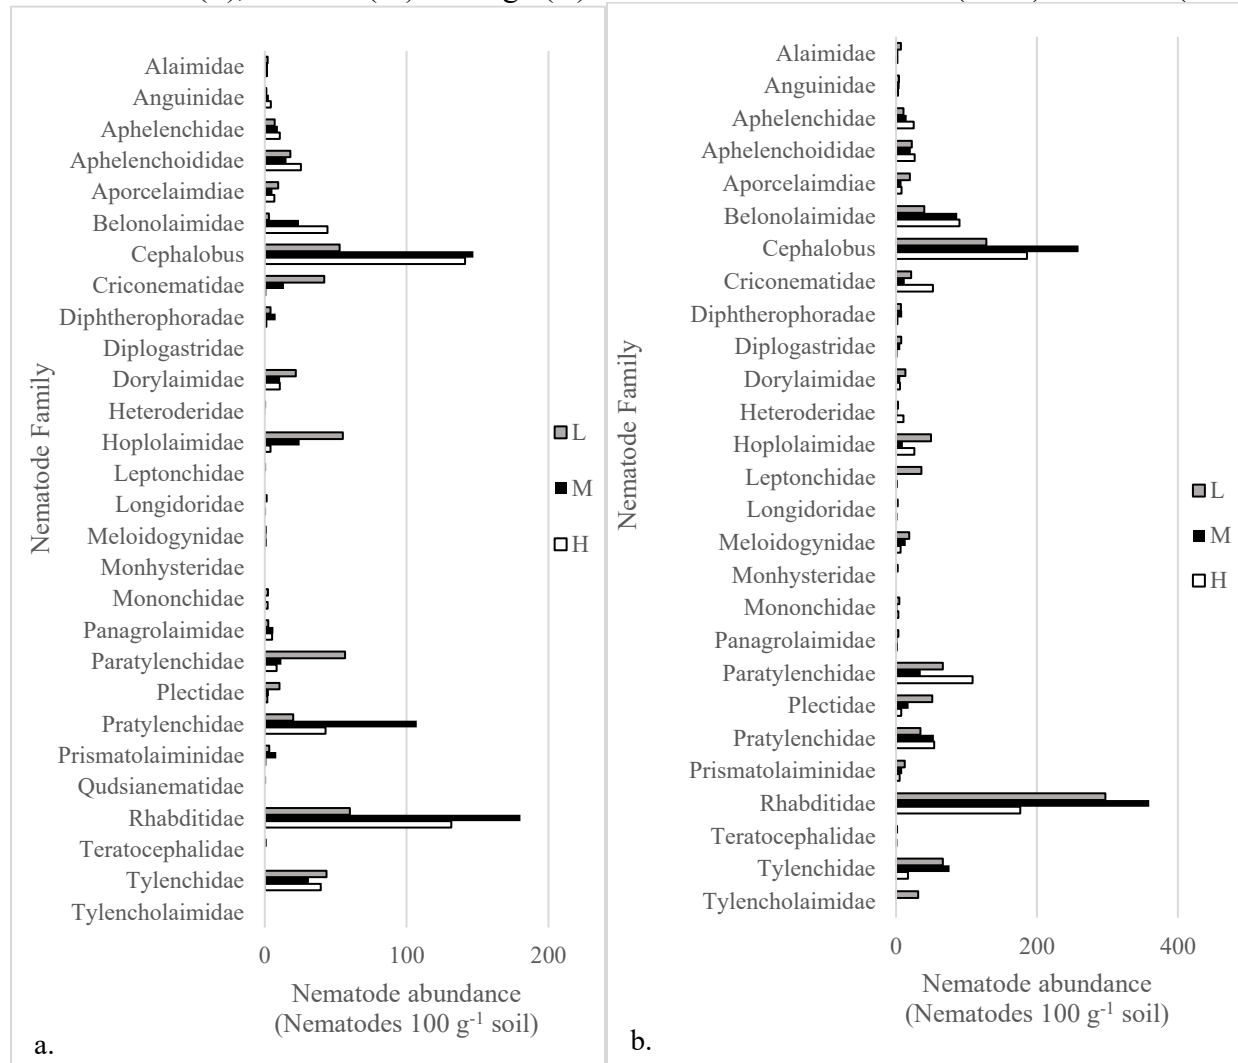 Alaimidae
Anguinidae
Aphelenchidae
Aphelenchoididae
Aporcelaimdiae
Belonolaimidae
Cephalobus
Criconematidae
Diphtherophoradae
Diplogastridae
Dorylaimidae
Heteroderidae
Hoplolaimidae
Leptonchidae
Longidoridae
Meloidogynidae
Monhysteridae
Mononchidae
Panagrolaimidae
Paratylenchidae
Plectidae
Pratylenchidae
Prismatolaiminidae
Qudsianematidae
Rhabditidae
Teratocephalidae
Tylenchidae
Tylencholaimidae
Nematode Family
L
M
H
0 100 200
Nematode abundance
(Nematodes 100 g⁻¹ soil)
a.
Alaimidae
Anguinidae
Aphelenchidae
Aphelenchoididae
Aporcelaimdiae
Belonolaimidae
Cephalobus
Criconematidae
Diphtherophoradae
Diplogastridae
Dorylaimidae
Heteroderidae
Hoplolaimidae
Leptonchidae
Longidoridae
Meloidogynidae
Monhysteridae
Mononchidae
Panagrolaimidae
Paratylenchidae
Plectidae
Pratylenchidae
Prismatolaiminidae
Rhabditidae
Teratocephalidae
Tylenchidae
Tylencholaimidae
Nematode Family
L
M
H
0 200 400
Nematode abundance
(Nematodes 100 g⁻¹ soil)
b.